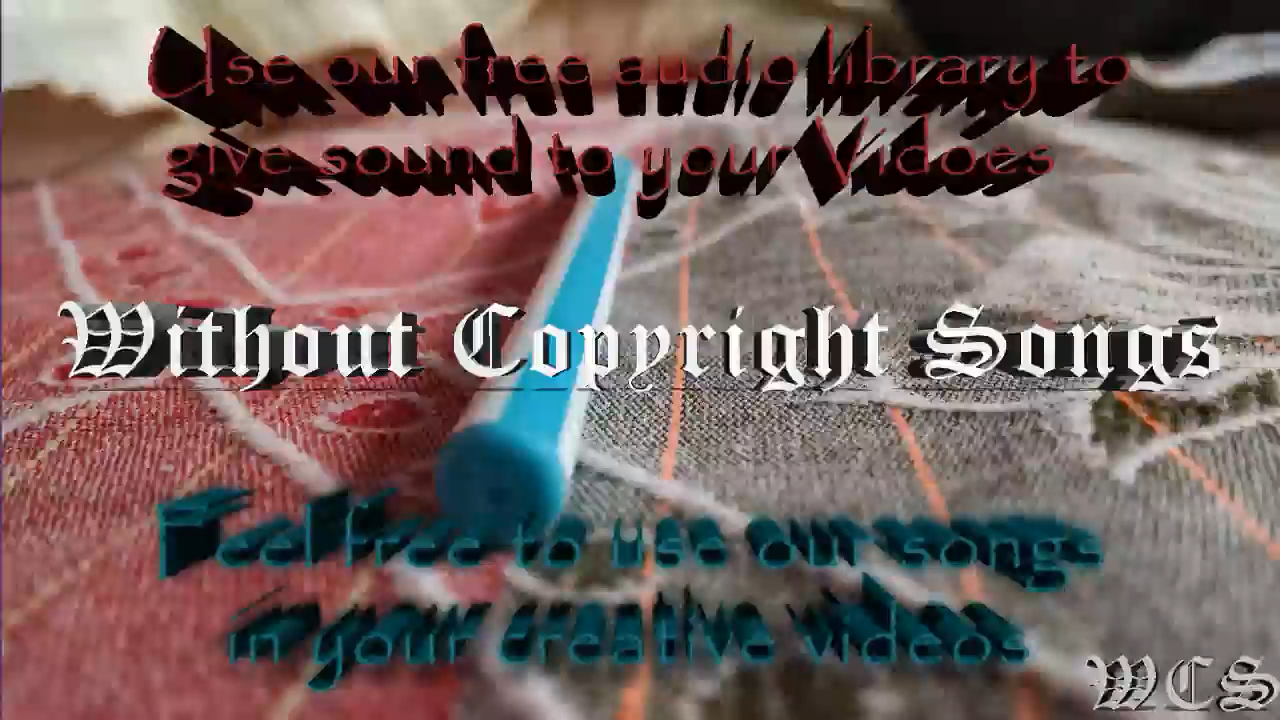 Use our free audio library to
give sound to your Vidoes
Without Copyright Songs
Feel free to use our songs
in your creative videos
WCS